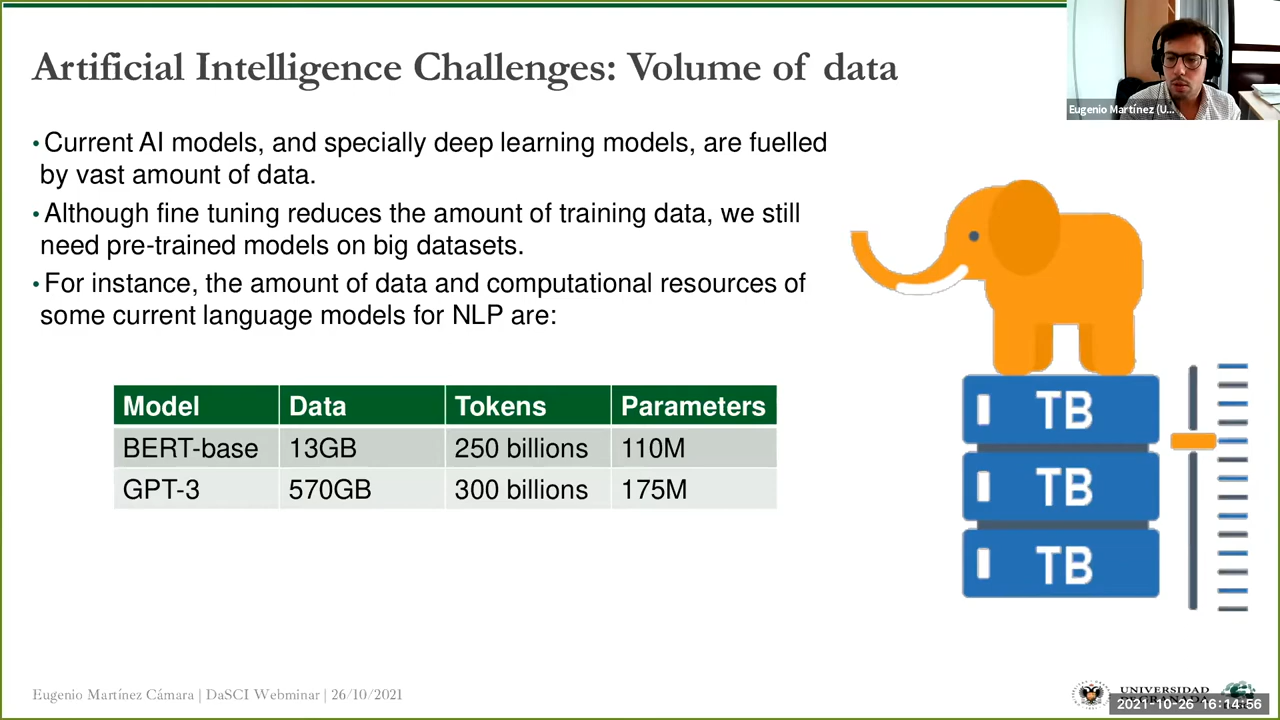 Artificial Intelligence Challenges: Volume of data
Eugenio Martínez (U...
•Current AI models, and specially deep learning models, are fuelled
by vast amount of data.
•Although fine tuning reduces the amount of training data, we still
need pre-trained models on big datasets.
•For instance, the amount of data and computational resources of
some current language models for NLP are:
Model Data Tokens Parameters
BERT-base 13GB 250 billions 110M
GPT-3 570GB 300 billions 175M
TB
TB
TB
Eugenio Martínez Cámara | DaSCI Webminar | 26/10/2021
UNIVERSIDAD
2021-10-26 16:14:56